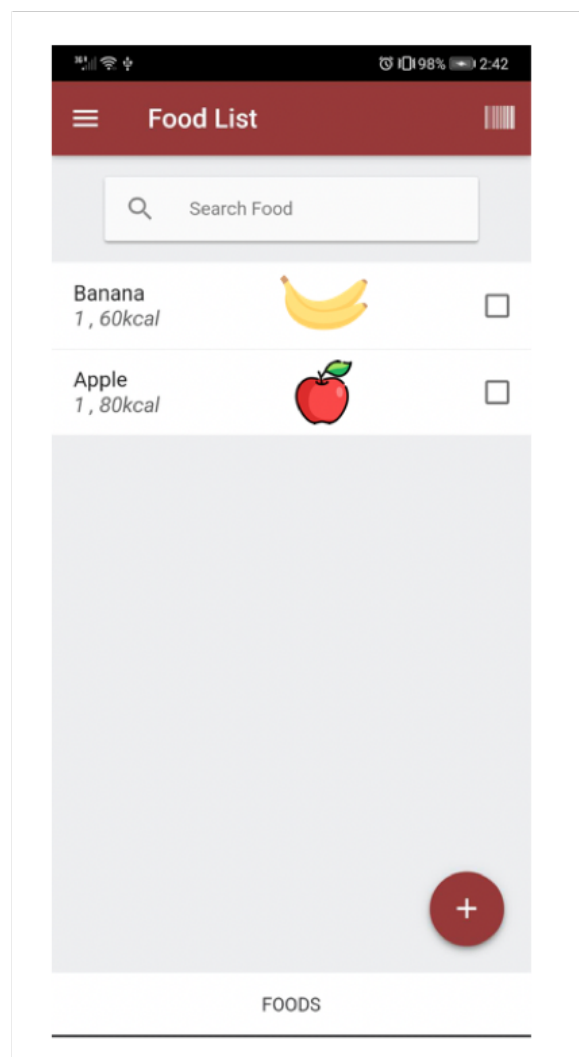 98% 2:42
Food List
Search Food
Banana
1 , 60kcal
Apple
1 , 80kcal
+
FOODS